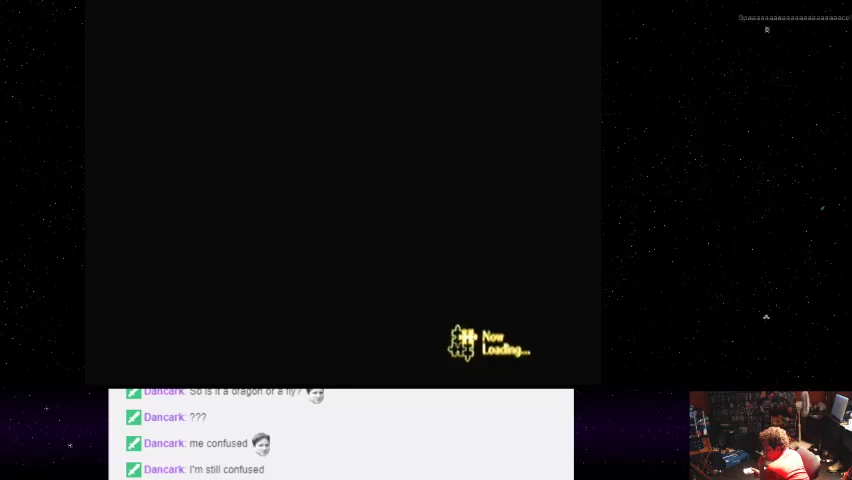 Now
Loading...
Dancark: So is it a dragon or a fly?
Dancark: ???
Dancark: me confused
Dancark: I'm still confused